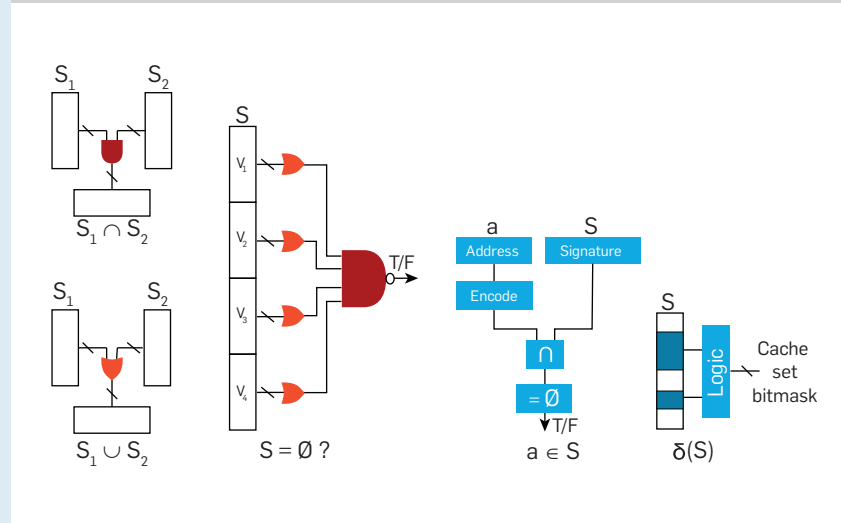 S₁ S₂
S₁ ∩ S₂
S₁ S₂
S₁ ∪ S₂
S
V₁
V₂
V₃
V₄
T/F
S = Ø ?
a S
Address Signature
Encode
∩
= Ø
T/F
a ∈ S
S
Logic
Cache
set
bitmask
δ(S)